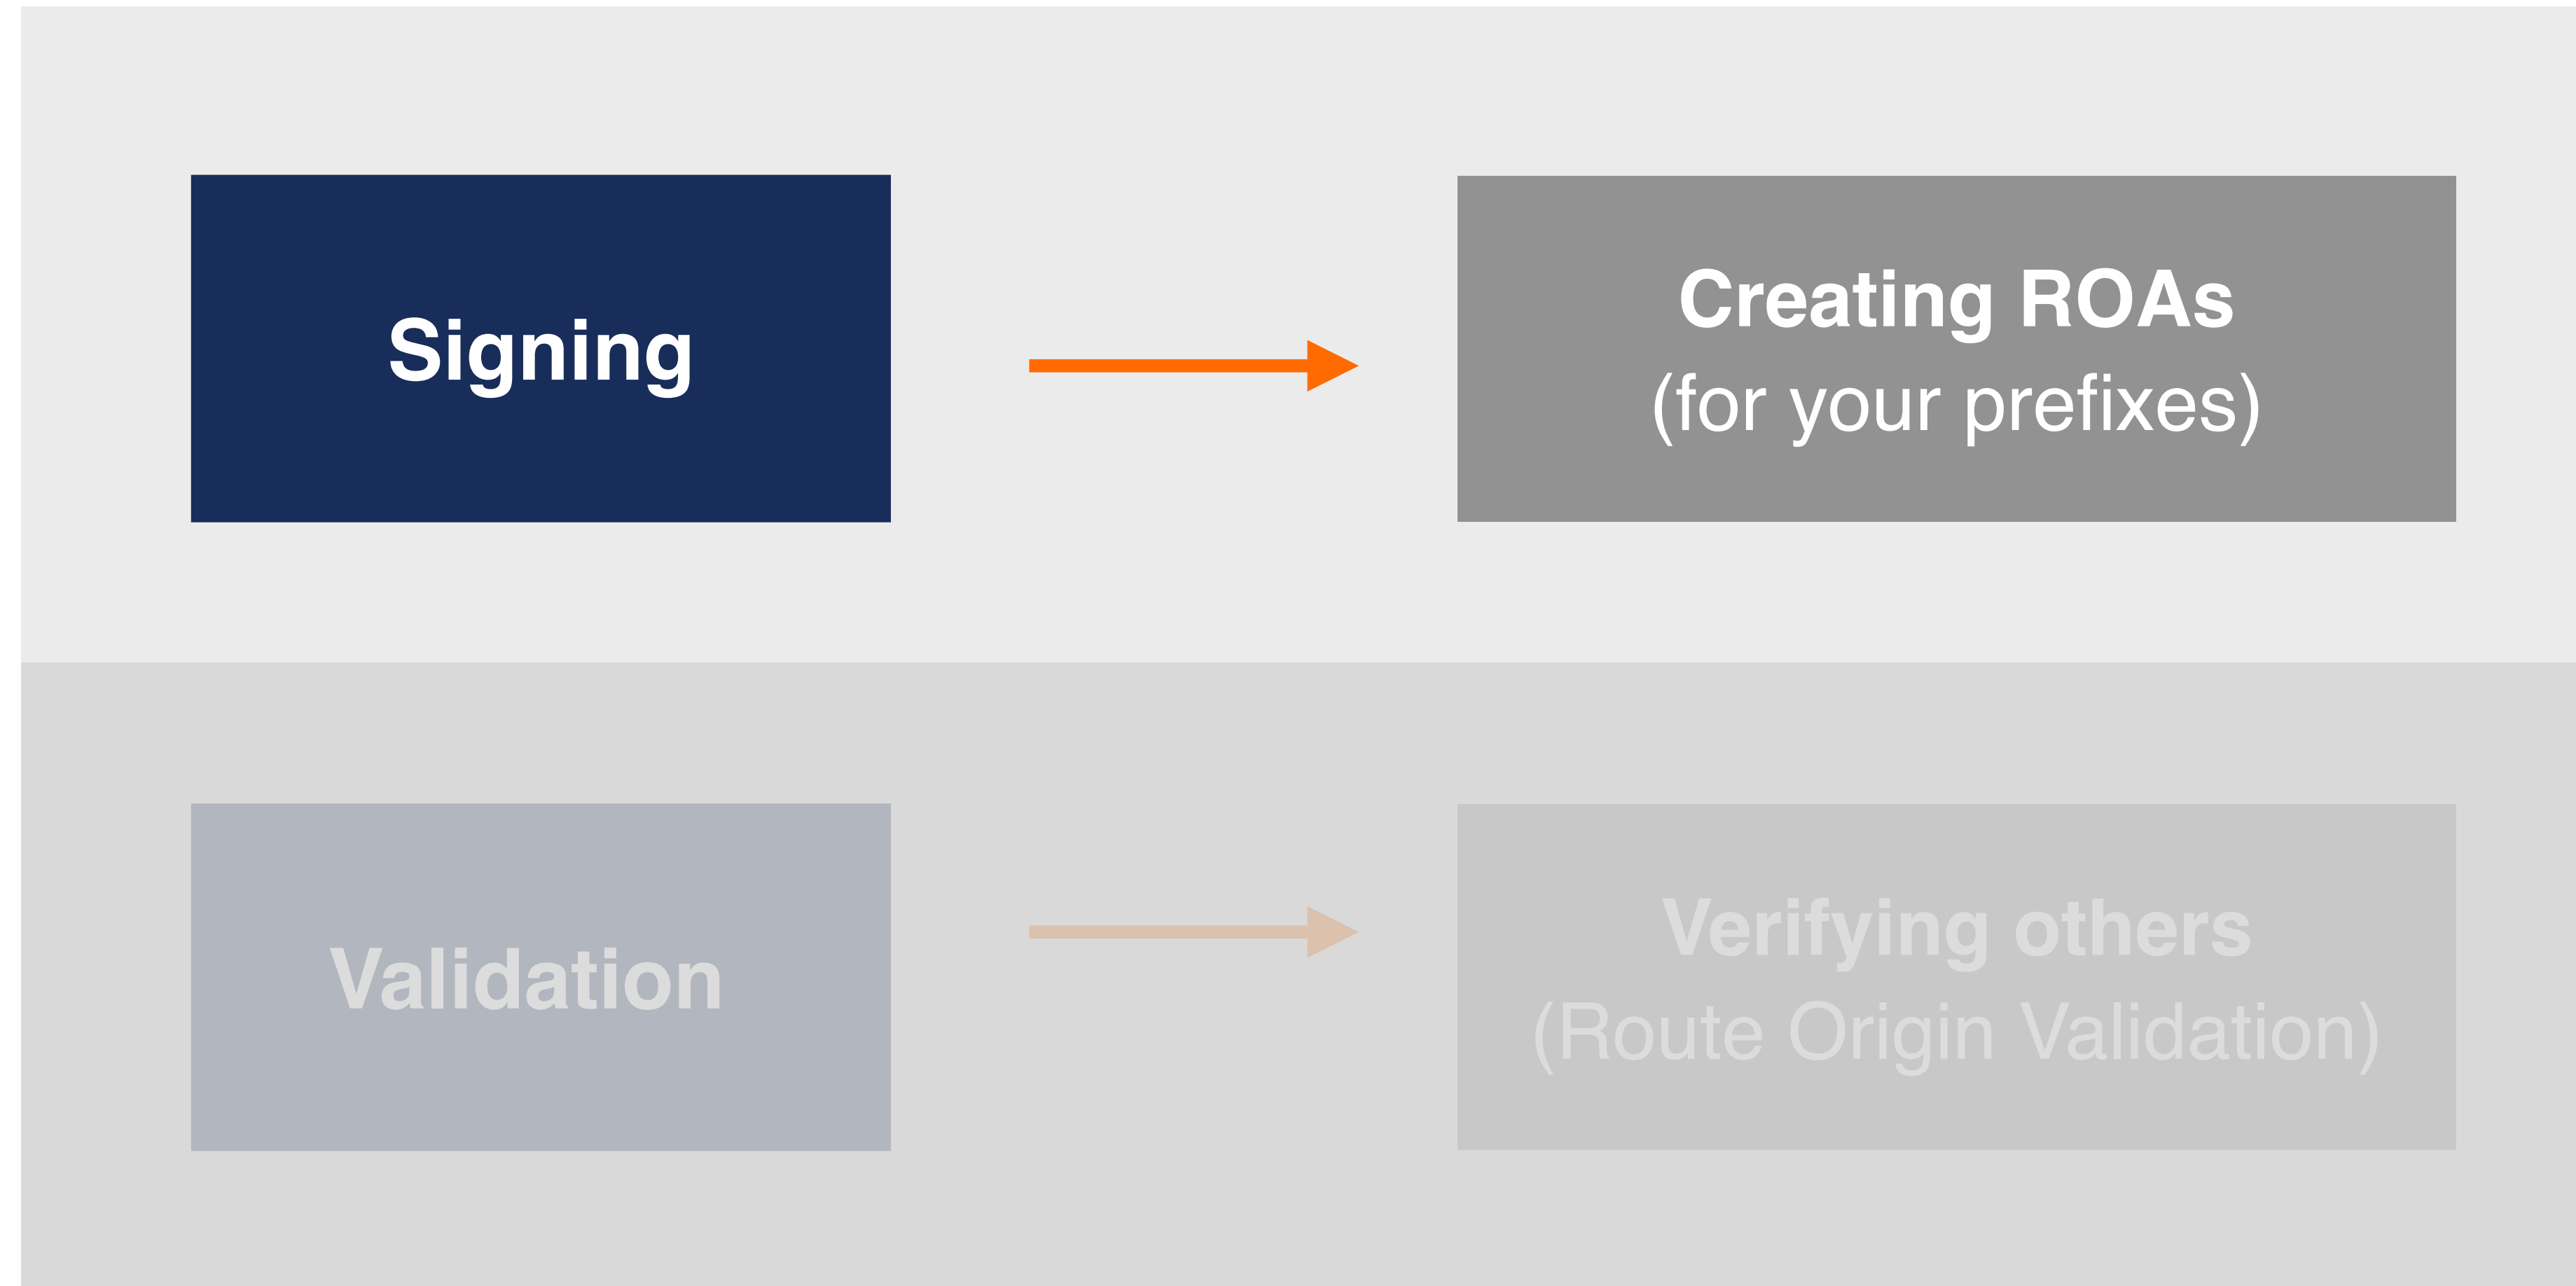 Signing
Creating ROAs
(for your prefixes)
Validation
Verifying others
(Route Origin Validation)